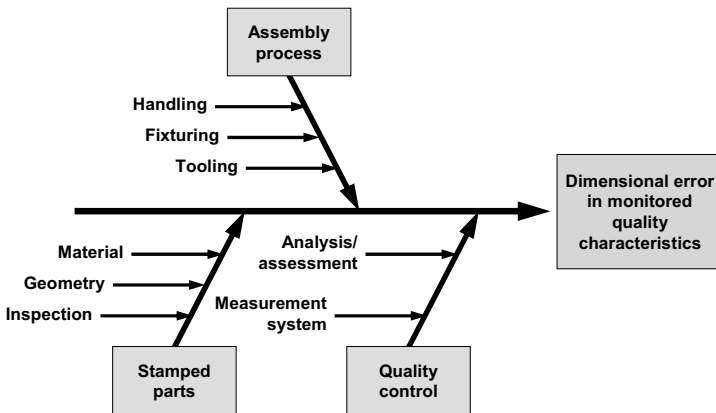 Assembly
process
Handling
Fixturing
Tooling
Dimensional error
in monitored
quality
characteristics
Material
Geometry
Inspection
Analysis/
assessment
Measurement
system
Stamped
parts
Quality
control